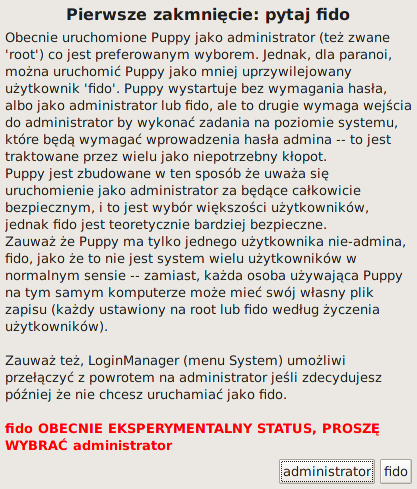 Pierwsze zakmnięcie: pytaj fido
Obecnie uruchomione Puppy jako administrator (też zwane
'root') co jest preferowanym wyborem. Jednak, dla paranoi,
można uruchomić Puppy jako mniej uprzywilejowany
użytkownik 'fido'. Puppy wystartuje bez wymagania hasła,
albo jako administrator lub fido, ale to drugie wymaga wejścia
do administrator by wykonać zadania na poziomie systemu,
które będą wymagać wprowadzenia hasła admina -- to jest
traktowane przez wielu jako niepotrzebny kłopot.
Puppy jest zbudowane w ten sposób że uważa się
uruchomienie jako administrator za będące całkowicie
bezpiecznym, i to jest wybór większości użytkowników,
jednak fido jest teoretycznie bardziej bezpieczne.
Zauważ że Puppy ma tylko jednego użytkownika nie-admina,
fido, jako że to nie jest system wielu użytkowników w
normalnym sensie -- zamiast, każda osoba używająca Puppy
na tym samym komputerze może mieć swój własny plik
zapisu (każdy ustawiony na root lub fido według życzenia
użytkowników).
Zauważ też, LoginManager (menu System) umożliwi
przełączyć z powrotem na administrator jeśli zdecydujesz
później że nie chcesz uruchamiać jako fido.
fido OBECNIE EKSPERYMENTALNY STATUS, PROSZĘ
WYBRAĆ administrator
administrator fido